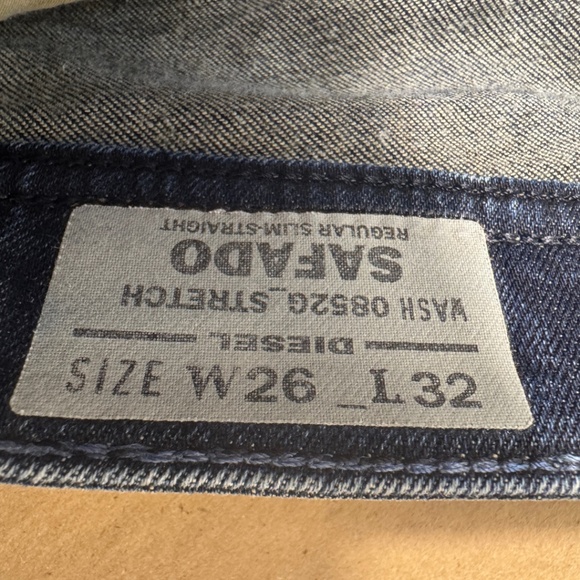 REGULAR SLIM-STRAIGHT
SAFADO
WASH 0852G_STRETCH
DIESEL
SIZE W26 _L32